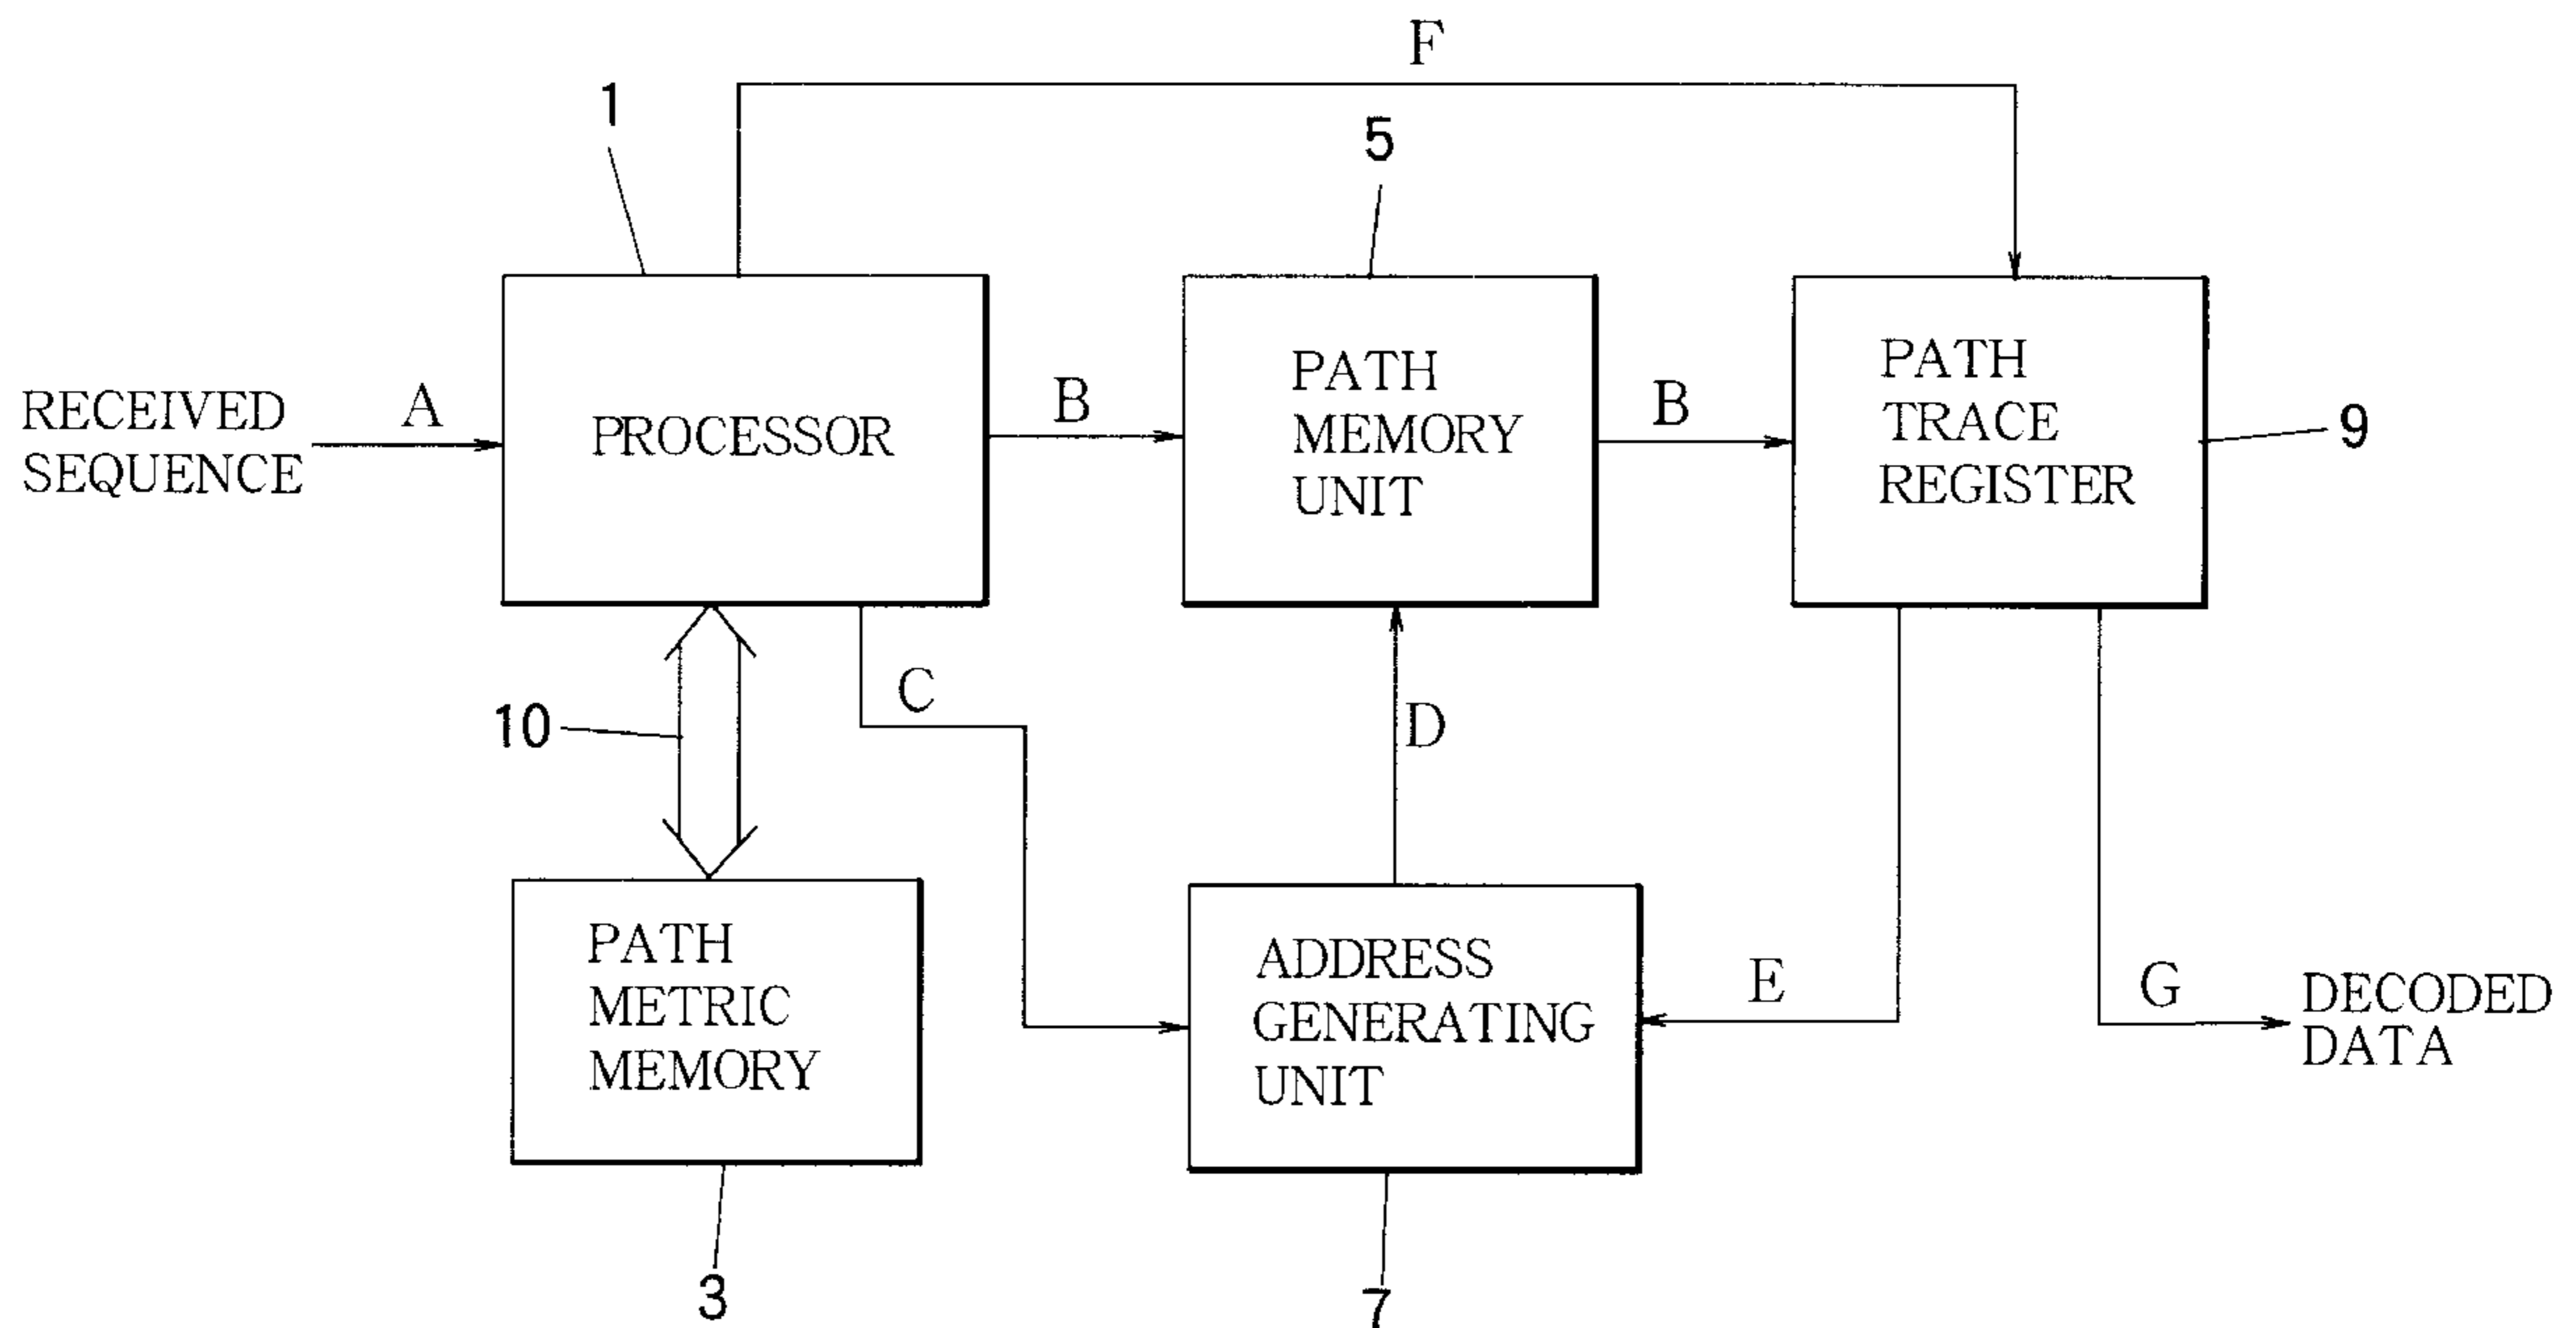 F
1
5
RECEIVED
SEQUENCE
A
PROCESSOR
B
PATH
MEMORY
UNIT
B
PATH
TRACE
REGISTER
9
10
C
D
PATH
METRIC
MEMORY
ADDRESS
GENERATING
UNIT
E
G
DECODED
DATA
3
7